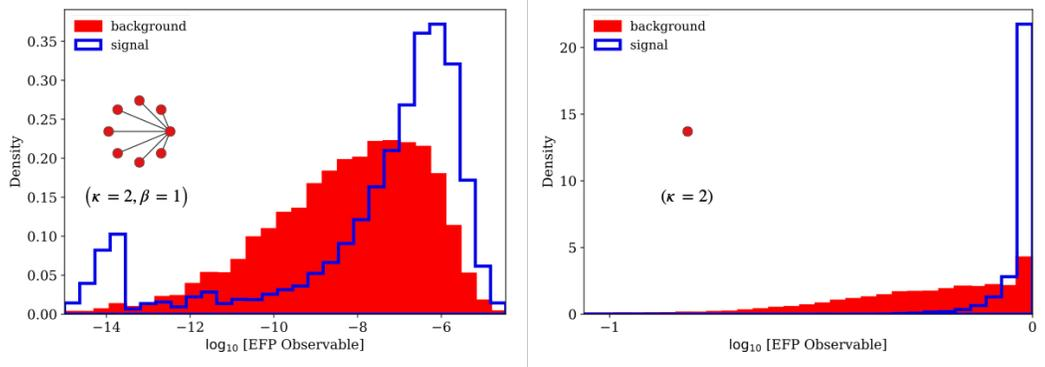 background
signal
0.35
0.30
0.25
0.20
0.15
0.10
0.05
0.00
Density
(κ = 2, β = 1)
−14 −12 −10 −8 −6
log₁₀ [EFP Observable]
background
signal
20
15
10
5
0
Density
(κ = 2)
−1 0
log₁₀ [EFP Observable]